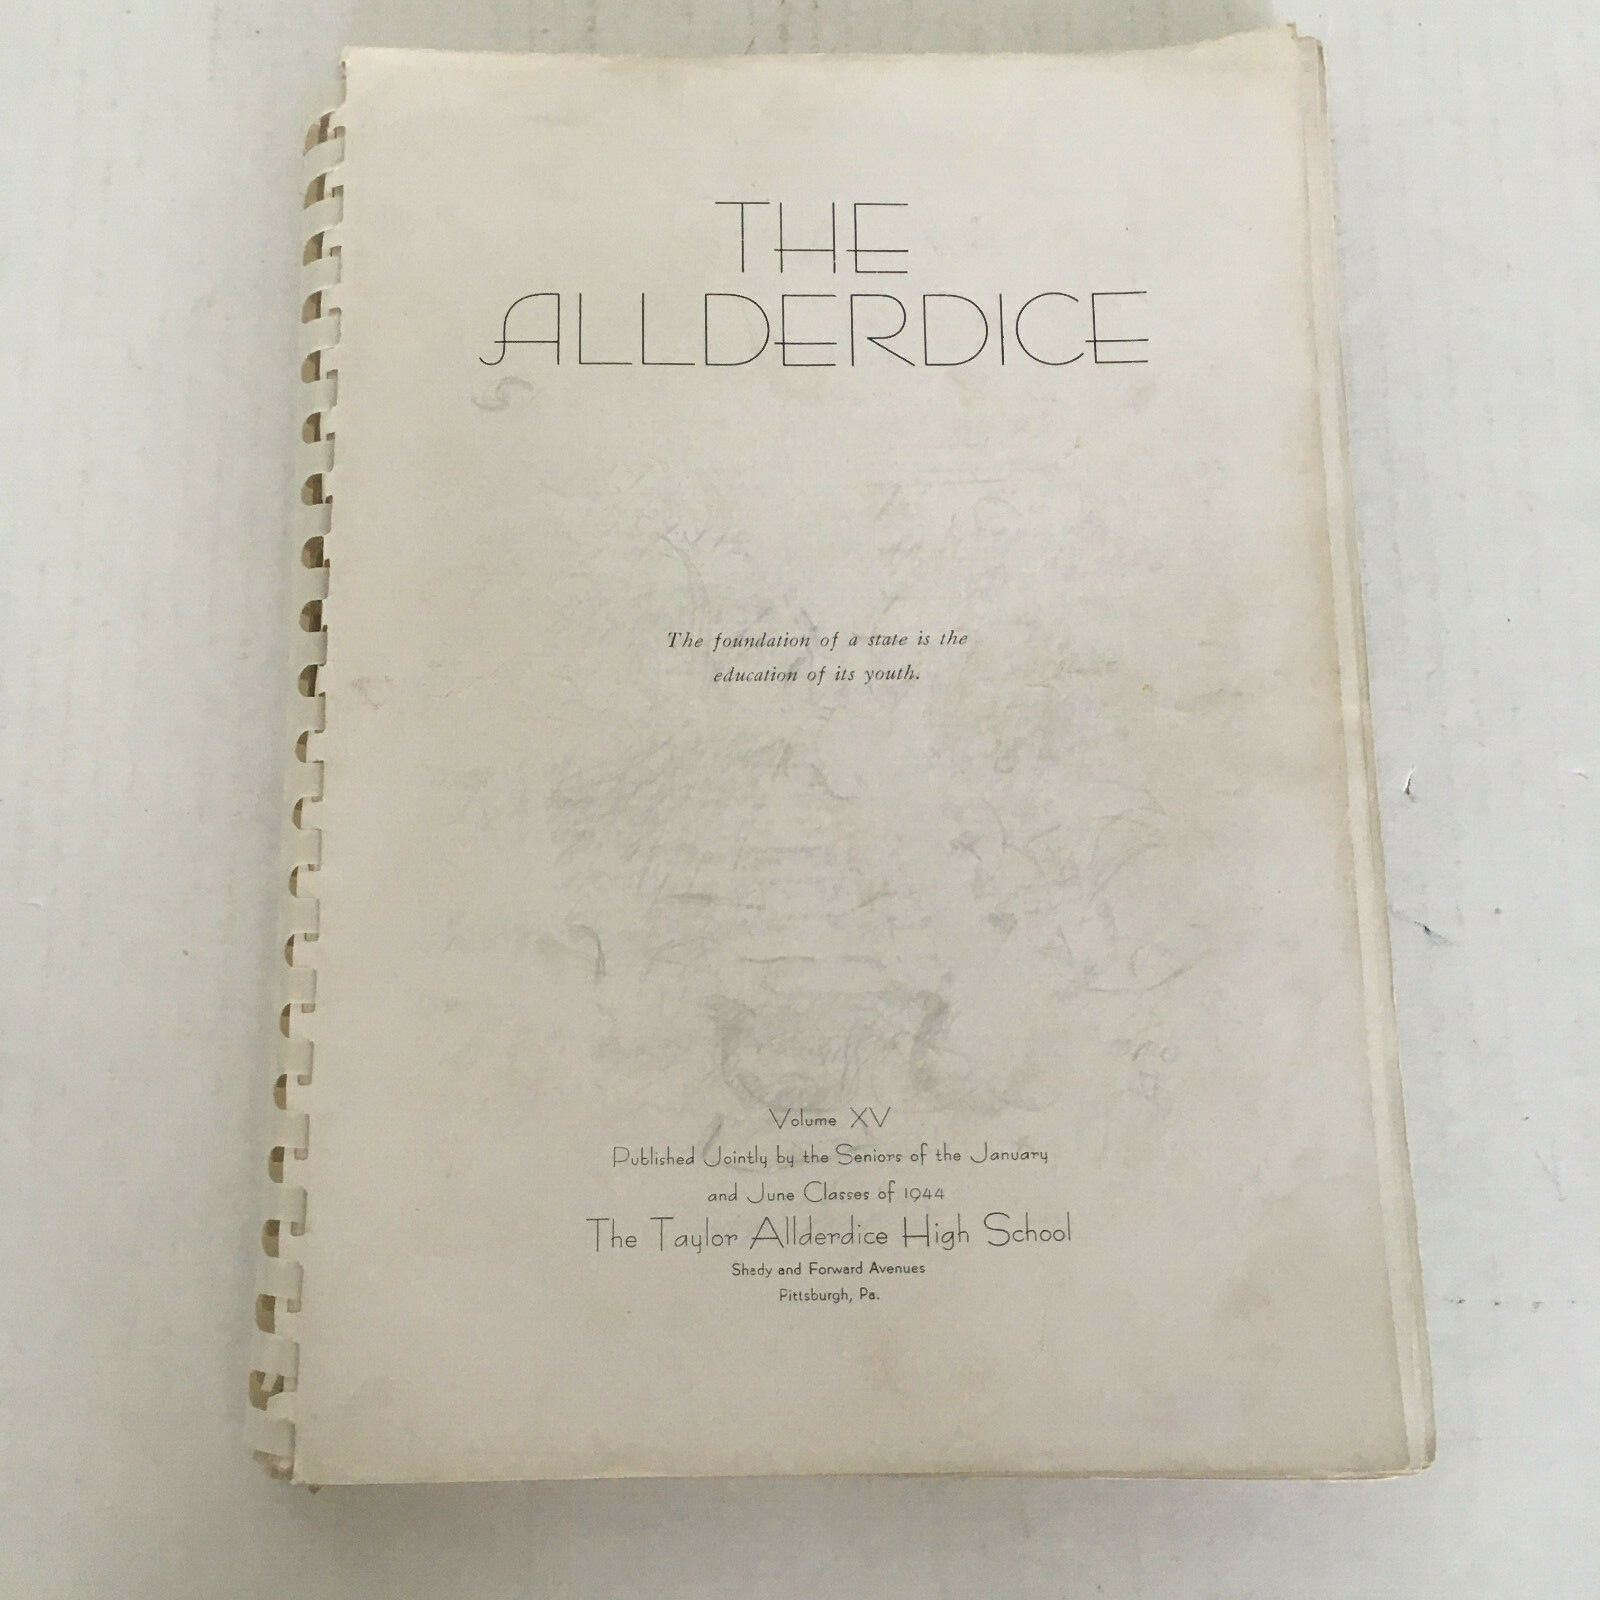 THE
ALLDERDICE
The foundation of a state is the
education of its youth.
Volume XV
Published Jointly by the Seniors of the January
and June Classes of 1944
The Taylor Allderdice High School
Shady and Forward Avenues
Pittsburgh, Pa.